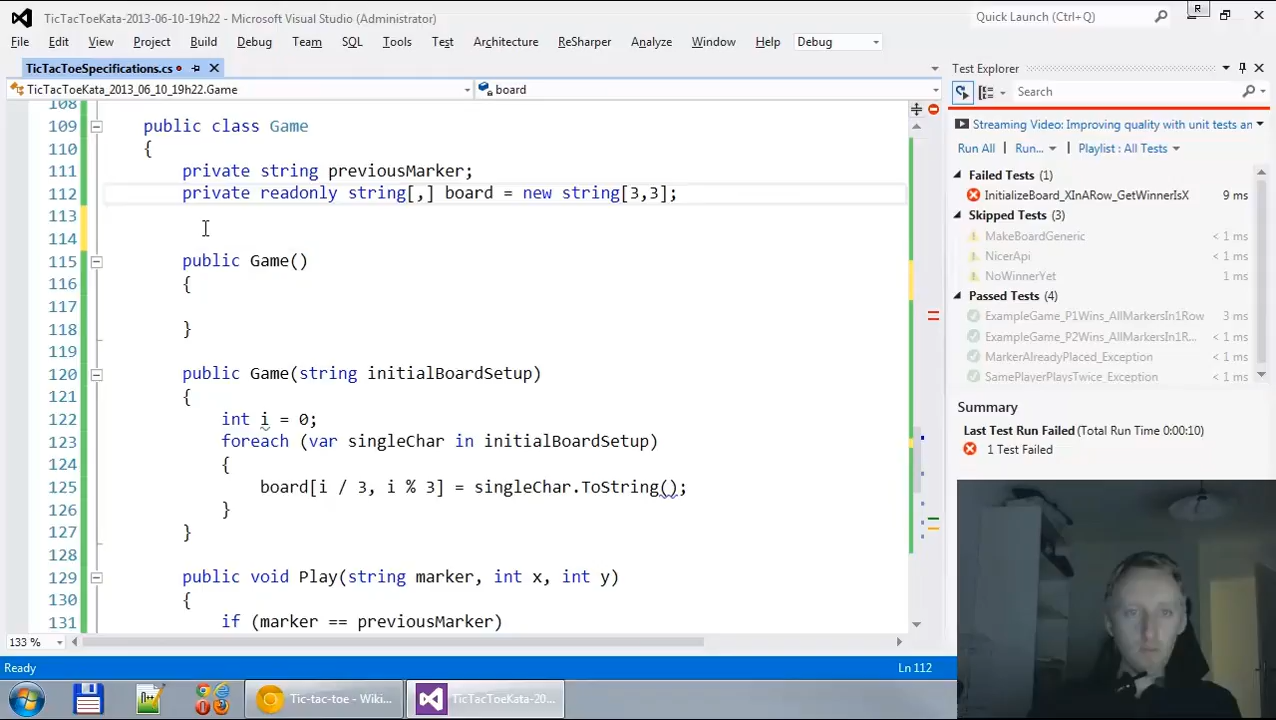 TicTacToeKata-2013-06-10-19h22 - Microsoft Visual Studio (Administrator)
Quick Launch (Ctrl+Q)
R
File Edit View Project Build Debug Team SQL Tools Test Architecture ReSharper Analyze Window Help Debug
TicTacToeSpecifications.cs
TicTacToeKata_2013_06_10_19h22.Game
board
108
109 public class Game
110 {
111 private string previousMarker;
112 private readonly string[,] board = new string[3,3];
113
114
115 public Game()
116 {
117
118 }
119
120 public Game(string initialBoardSetup)
121 {
122 int i = 0;
123 foreach (var singleChar in initialBoardSetup)
124 {
125 board[i / 3, i % 3] = singleChar.ToString();
126 }
127 }
128
129 public void Play(string marker, int x, int y)
130 {
131 if (marker == previousMarker)
133 %
Ready
Ln 112
Test Explorer
Search
Streaming Video: Improving quality with unit tests an
Run All Run... Playlist : All Tests
Failed Tests (1)
InitializeBoard_XInARow_GetWinnerIsX 9 ms
Skipped Tests (3)
MakeBoardGeneric < 1 ms
NicerApi < 1 ms
NoWinnerYet 1 ms
Passed Tests (4)
ExampleGame_P1Wins_AllMarkersIn1Row 3 ms
ExampleGame_P2Wins_AllMarkersIn1R... < 1 ms
MarkerAlreadyPlaced_Exception < 1 ms
SamePlayerPlaysTwice_Exception < 1 ms
Summary
Last Test Run Failed (Total Run Time 0:00:10)
1 Test Failed
Tic-tac-toe - Wiki...
TicTacToeKata-20...